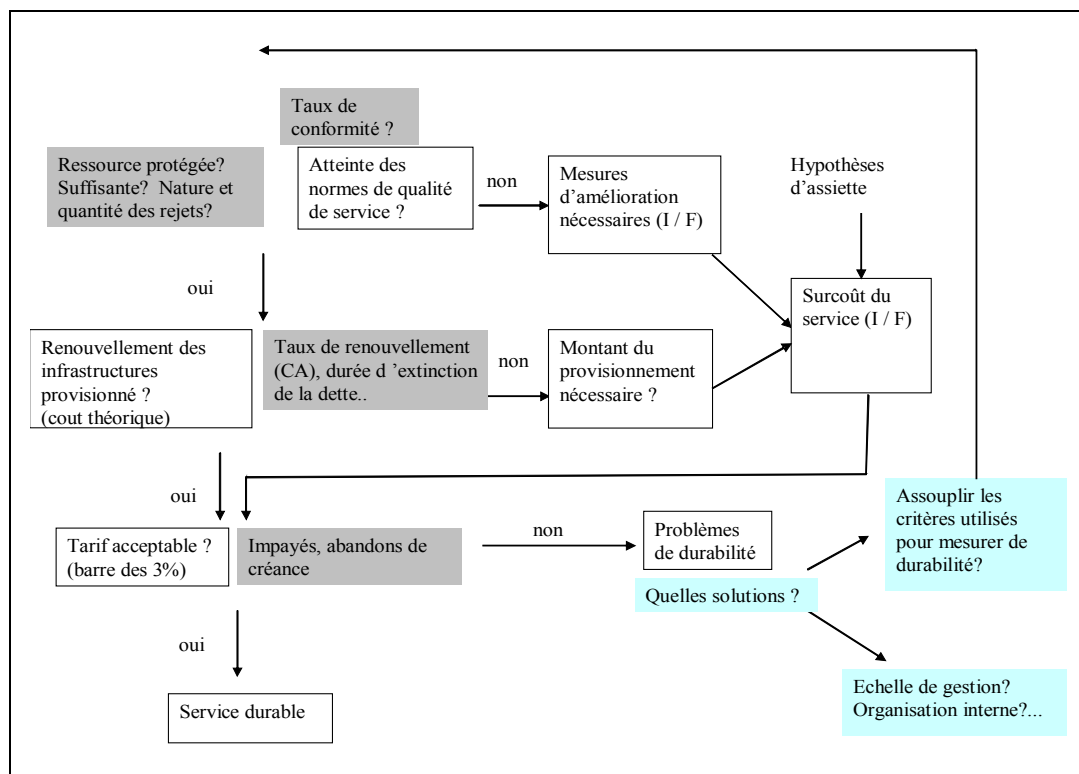 Taux de
conformité ?
Ressource protégée?
Suffisante?  Nature et
quantité des rejets?
Atteinte des
normes de qualité
de service ?
non
Mesures
d’amélioration
nécessaires (I / F)
Hypothèses
d’assiette
oui
Surcoût du
service (I / F)
Renouvellement des
infrastructures
provisionné ?
(cout théorique)
Taux de renouvellement
(CA), durée d ’extinction
de la dette..
non
Montant du
provisionnement
nécessaire ?
oui
Tarif acceptable ?
(barre des 3%)
Impayés, abandons de
créance
non
Problèmes
de durabilité
Quelles solutions ?
Assouplir les
critères utilisés
pour mesurer de
durabilité?
oui
Service durable
Echelle de gestion?
Organisation interne?...